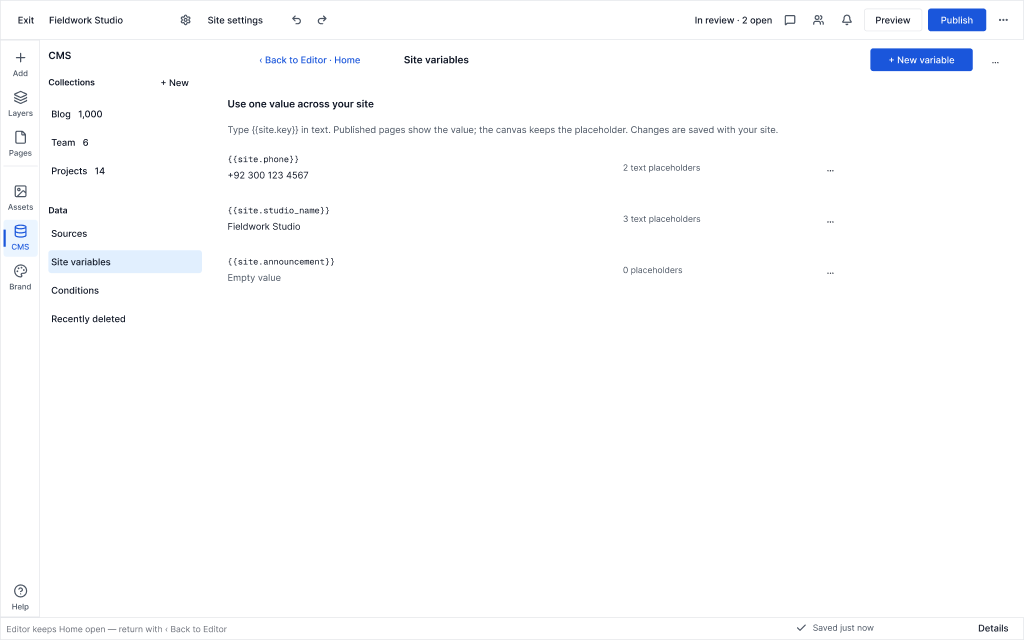 Exit Fieldwork Studio Site settings In review · 2 open Preview Publish ...
Add
Layers
Pages
Assets
CMS
Brand
Help
CMS
Collections + New
Blog 1,000
Team 6
Projects 14
Data
Sources
Site variables
Conditions
Recently deleted
‹ Back to Editor · Home Site variables + New variable ...
Use one value across your site
Type {{site.key}} in text. Published pages show the value; the canvas keeps the placeholder. Changes are saved with your site.
{{site.phone}}
+92 300 123 4567
2 text placeholders ...
{{site.studio_name}}
Fieldwork Studio
3 text placeholders ...
{{site.announcement}}
Empty value
0 placeholders ...
Editor keeps Home open — return with ‹ Back to Editor Saved just now Details